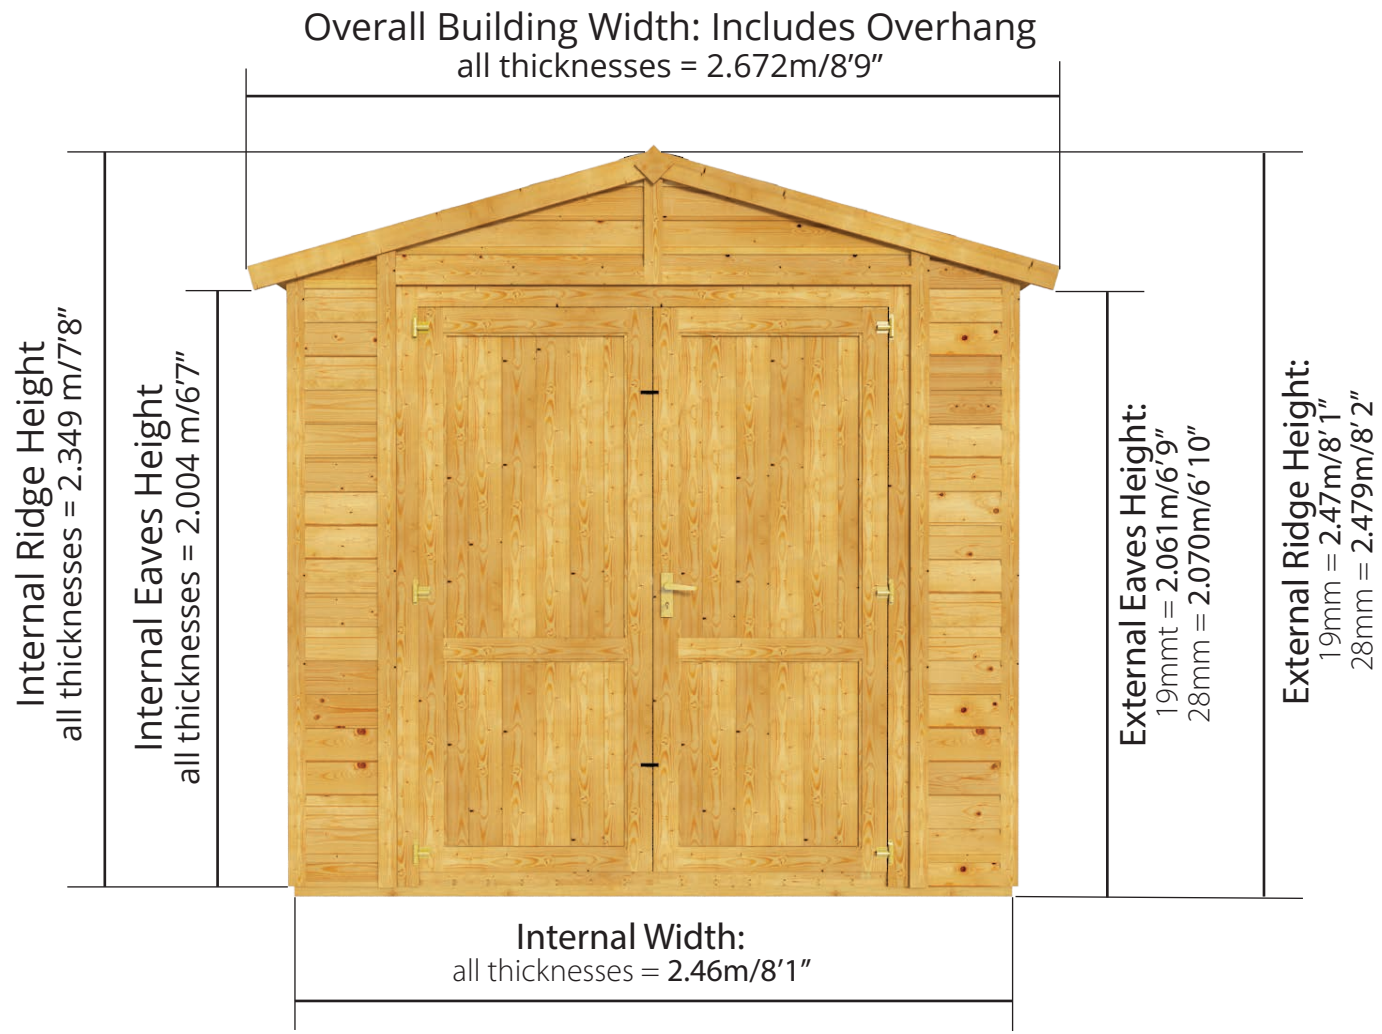 Overall Building Width: Includes Overhang
all thicknesses = 2.672m/8’9”
Internal Ridge Height
all thicknesses = 2.349 m/7’8”
Internal Eaves Height
all thicknesses = 2.004 m/6’7”
External Eaves Height:
19mmt = 2.061m/6’ 9”
28mm = 2.070m/6’ 10”
External Ridge Height:
19mm = 2.47m/8’ 1”
28mm = 2.479m/8’ 2”
Internal Width:
all thicknesses = 2.46m/8’1”